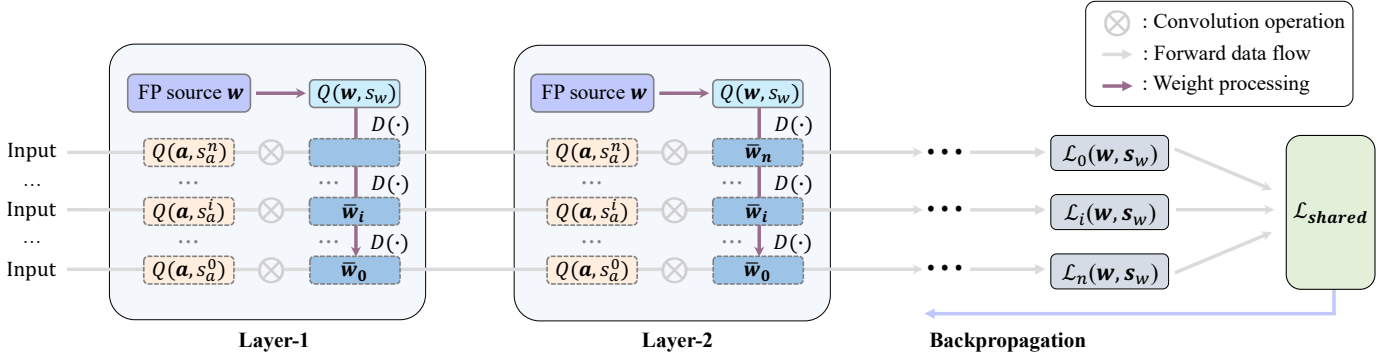 : Convolution operation
: Forward data flow
: Weight processing
FP source 𝒘 Q(𝒘, s_w) FP source 𝒘 Q(𝒘, s_w)
D(·) D(·)
Input Q(𝒂, s_a^n) Q(𝒂, s_a^n) w̄_n ••• ℒ_0(𝒘, 𝒔_w)
... ... ... D(·) ... ... D(·)
Input Q(𝒂, s_a^i) w̄_i Q(𝒂, s_a^i) w̄_i ••• ℒ_i(𝒘, 𝒔_w) ℒ_shared
... ... ... D(·) ... ... D(·)
Input Q(𝒂, s_a^0) w̄_0 Q(𝒂, s_a^0) w̄_0 ••• ℒ_n(𝒘, 𝒔_w)
Layer-1 Layer-2 Backpropagation